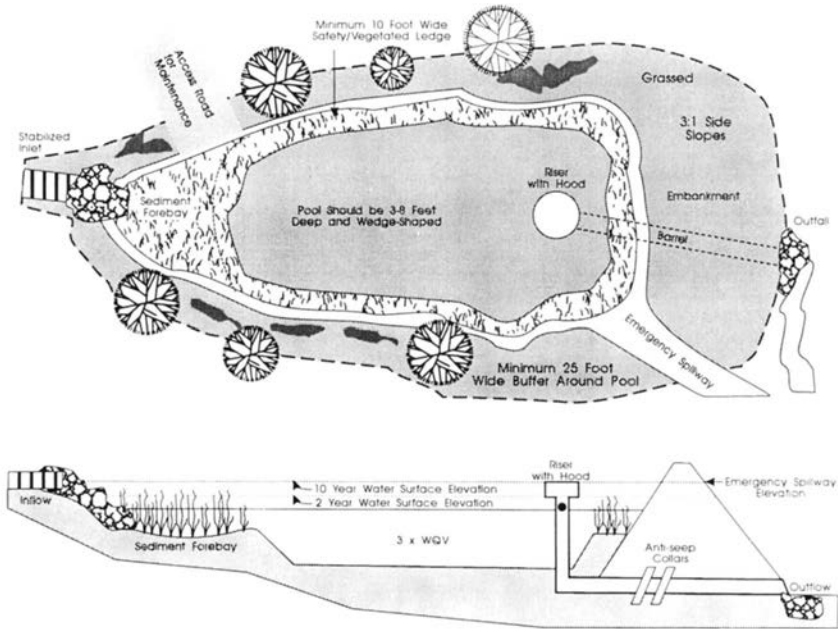 Minimum 10 Foot Wide
Safety/Vegetated Ledge
Access Road
for
Maintenance
Grassed
3:1 Side
Slopes
Stabilized
Inlet
Sediment
Forebay
Pool Should be 3-8 Feet
Deep and Wedge-Shaped
Riser
with Hood
Embankment
Barrel
Outfall
Emergency Spillway
Minimum 25 Foot
Wide Buffer Around Pool
Riser
with Hood
10 Year Water Surface Elevation
2 Year Water Surface Elevation
Emergency Spillway
Elevation
Inflow
Sediment Forebay
3 x WQV
Anti-seep
Collars
Outflow